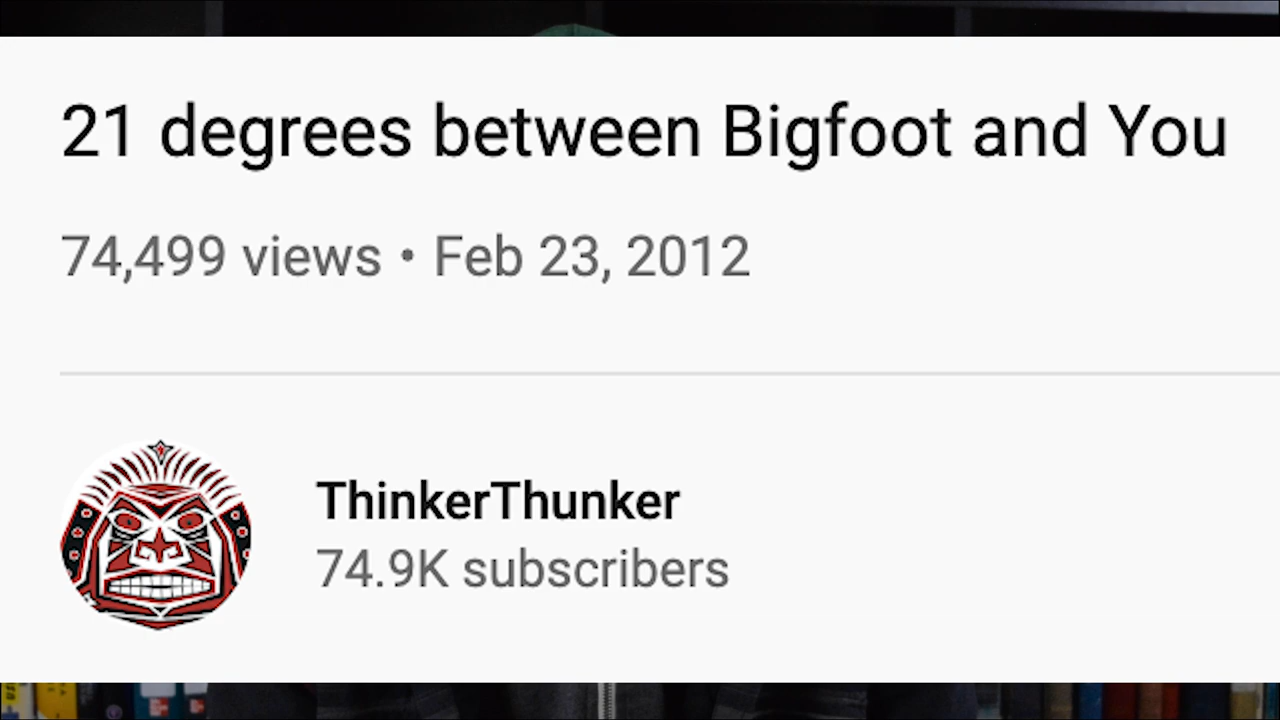 21 degrees between Bigfoot and You
74,499 views • Feb 23, 2012
ThinkerThunker
74.9K subscribers